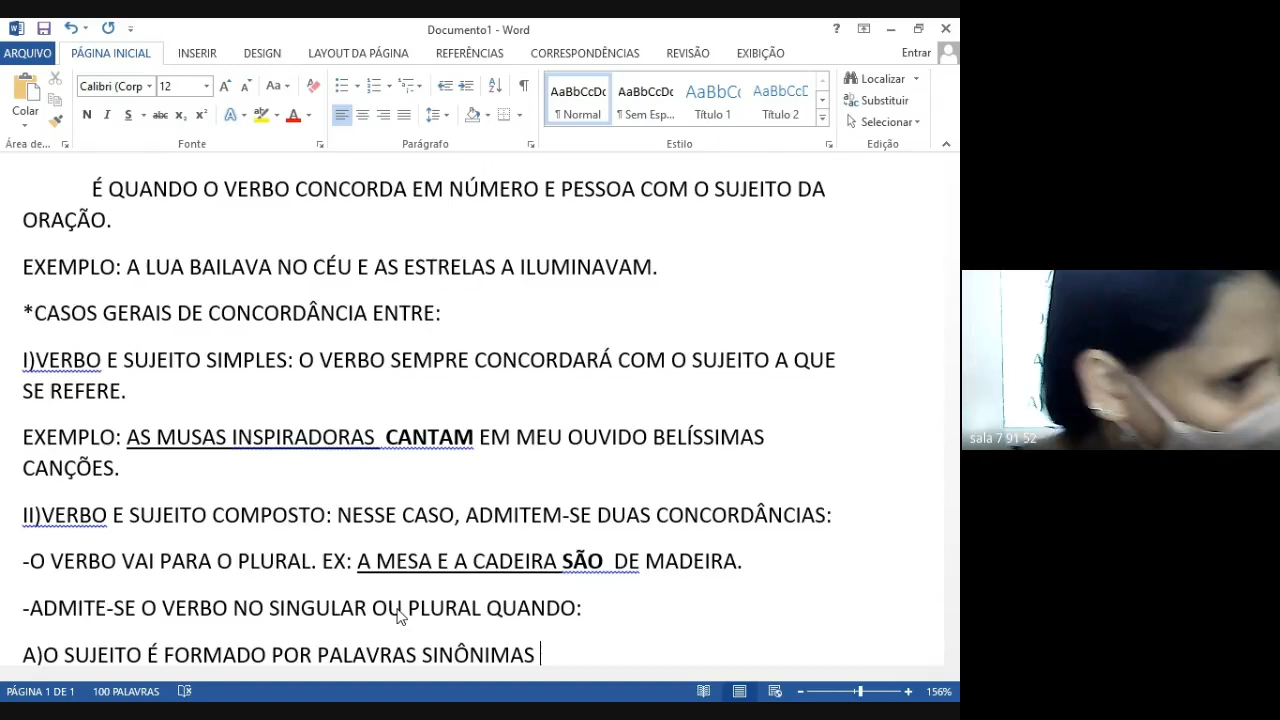 Documento1 - Word
ARQUIVO PÁGINA INICIAL INSERIR DESIGN LAYOUT DA PÁGINA REFERÊNCIAS CORRESPONDÊNCIAS REVISÃO EXIBIÇÃO Entrar
Calibri (Corp 12 Aa AaBbCcDc AaBbCcDc AaBbCc AaBbCcD Localizar
Substituir
Colar N I S abc x₂ x² A A ¶ Normal ¶ Sem Esp... Título 1 Título 2 Selecionar
Área de... Fonte Parágrafo Estilo Edição
É QUANDO O VERBO CONCORDA EM NÚMERO E PESSOA COM O SUJEITO DA
ORAÇÃO.
EXEMPLO: A LUA BAILAVA NO CÉU E AS ESTRELAS A ILUMINAVAM.
*CASOS GERAIS DE CONCORDÂNCIA ENTRE:
I)VERBO E SUJEITO SIMPLES: O VERBO SEMPRE CONCORDARÁ COM O SUJEITO A QUE
SE REFERE.
EXEMPLO: AS MUSAS INSPIRADORAS CANTAM EM MEU OUVIDO BELÍSSIMAS
CANÇÕES.
II)VERBO E SUJEITO COMPOSTO: NESSE CASO, ADMITEM-SE DUAS CONCORDÂNCIAS:
-O VERBO VAI PARA O PLURAL. EX: A MESA E A CADEIRA SÃO DE MADEIRA.
-ADMITE-SE O VERBO NO SINGULAR OU PLURAL QUANDO:
A)O SUJEITO É FORMADO POR PALAVRAS SINÔNIMAS
PÁGINA 1 DE 1 100 PALAVRAS 156%
sala 7 91 52